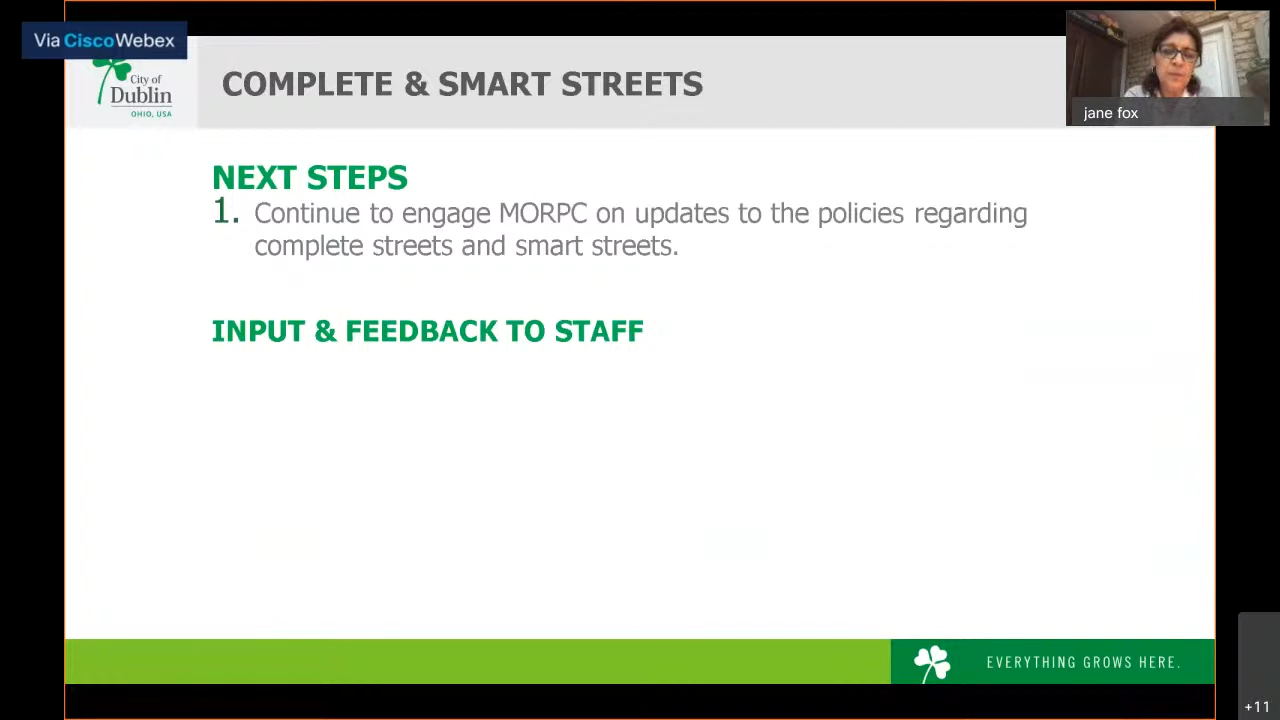 Via CiscoWebex
City of
Dublin
OHIO, USA
COMPLETE & SMART STREETS
jane fox
NEXT STEPS
1. Continue to engage MORPC on updates to the policies regarding
complete streets and smart streets.
INPUT & FEEDBACK TO STAFF
EVERYTHING GROWS HERE.
+11